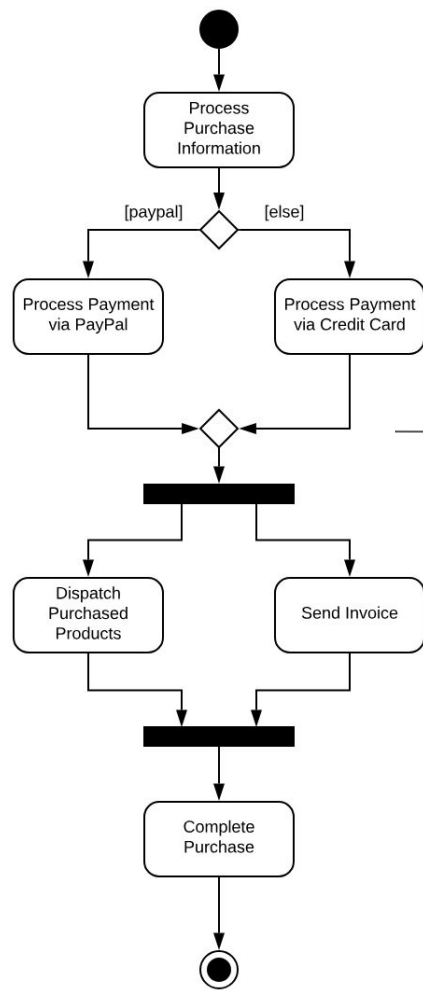 Process
Purchase
Information
[paypal]
[else]
Process Payment
via PayPal
Process Payment
via Credit Card
Dispatch
Purchased
Products
Send Invoice
Complete
Purchase